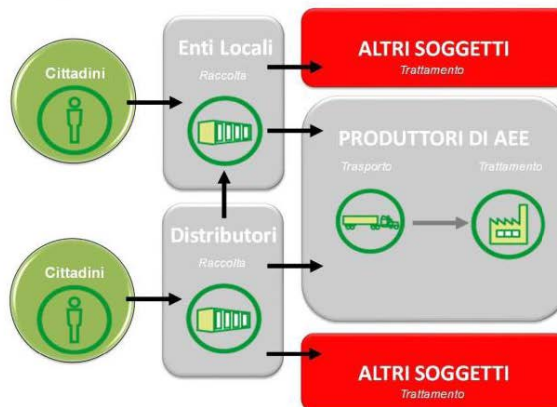 Cittadini
Enti Locali
Raccolta
ALTRI SOGGETTI
Trattamento
PRODUTTORI DI AEE
Trasporto
Trattamento
Cittadini
Distributori
Raccolta
ALTRI SOGGETTI
Trattamento